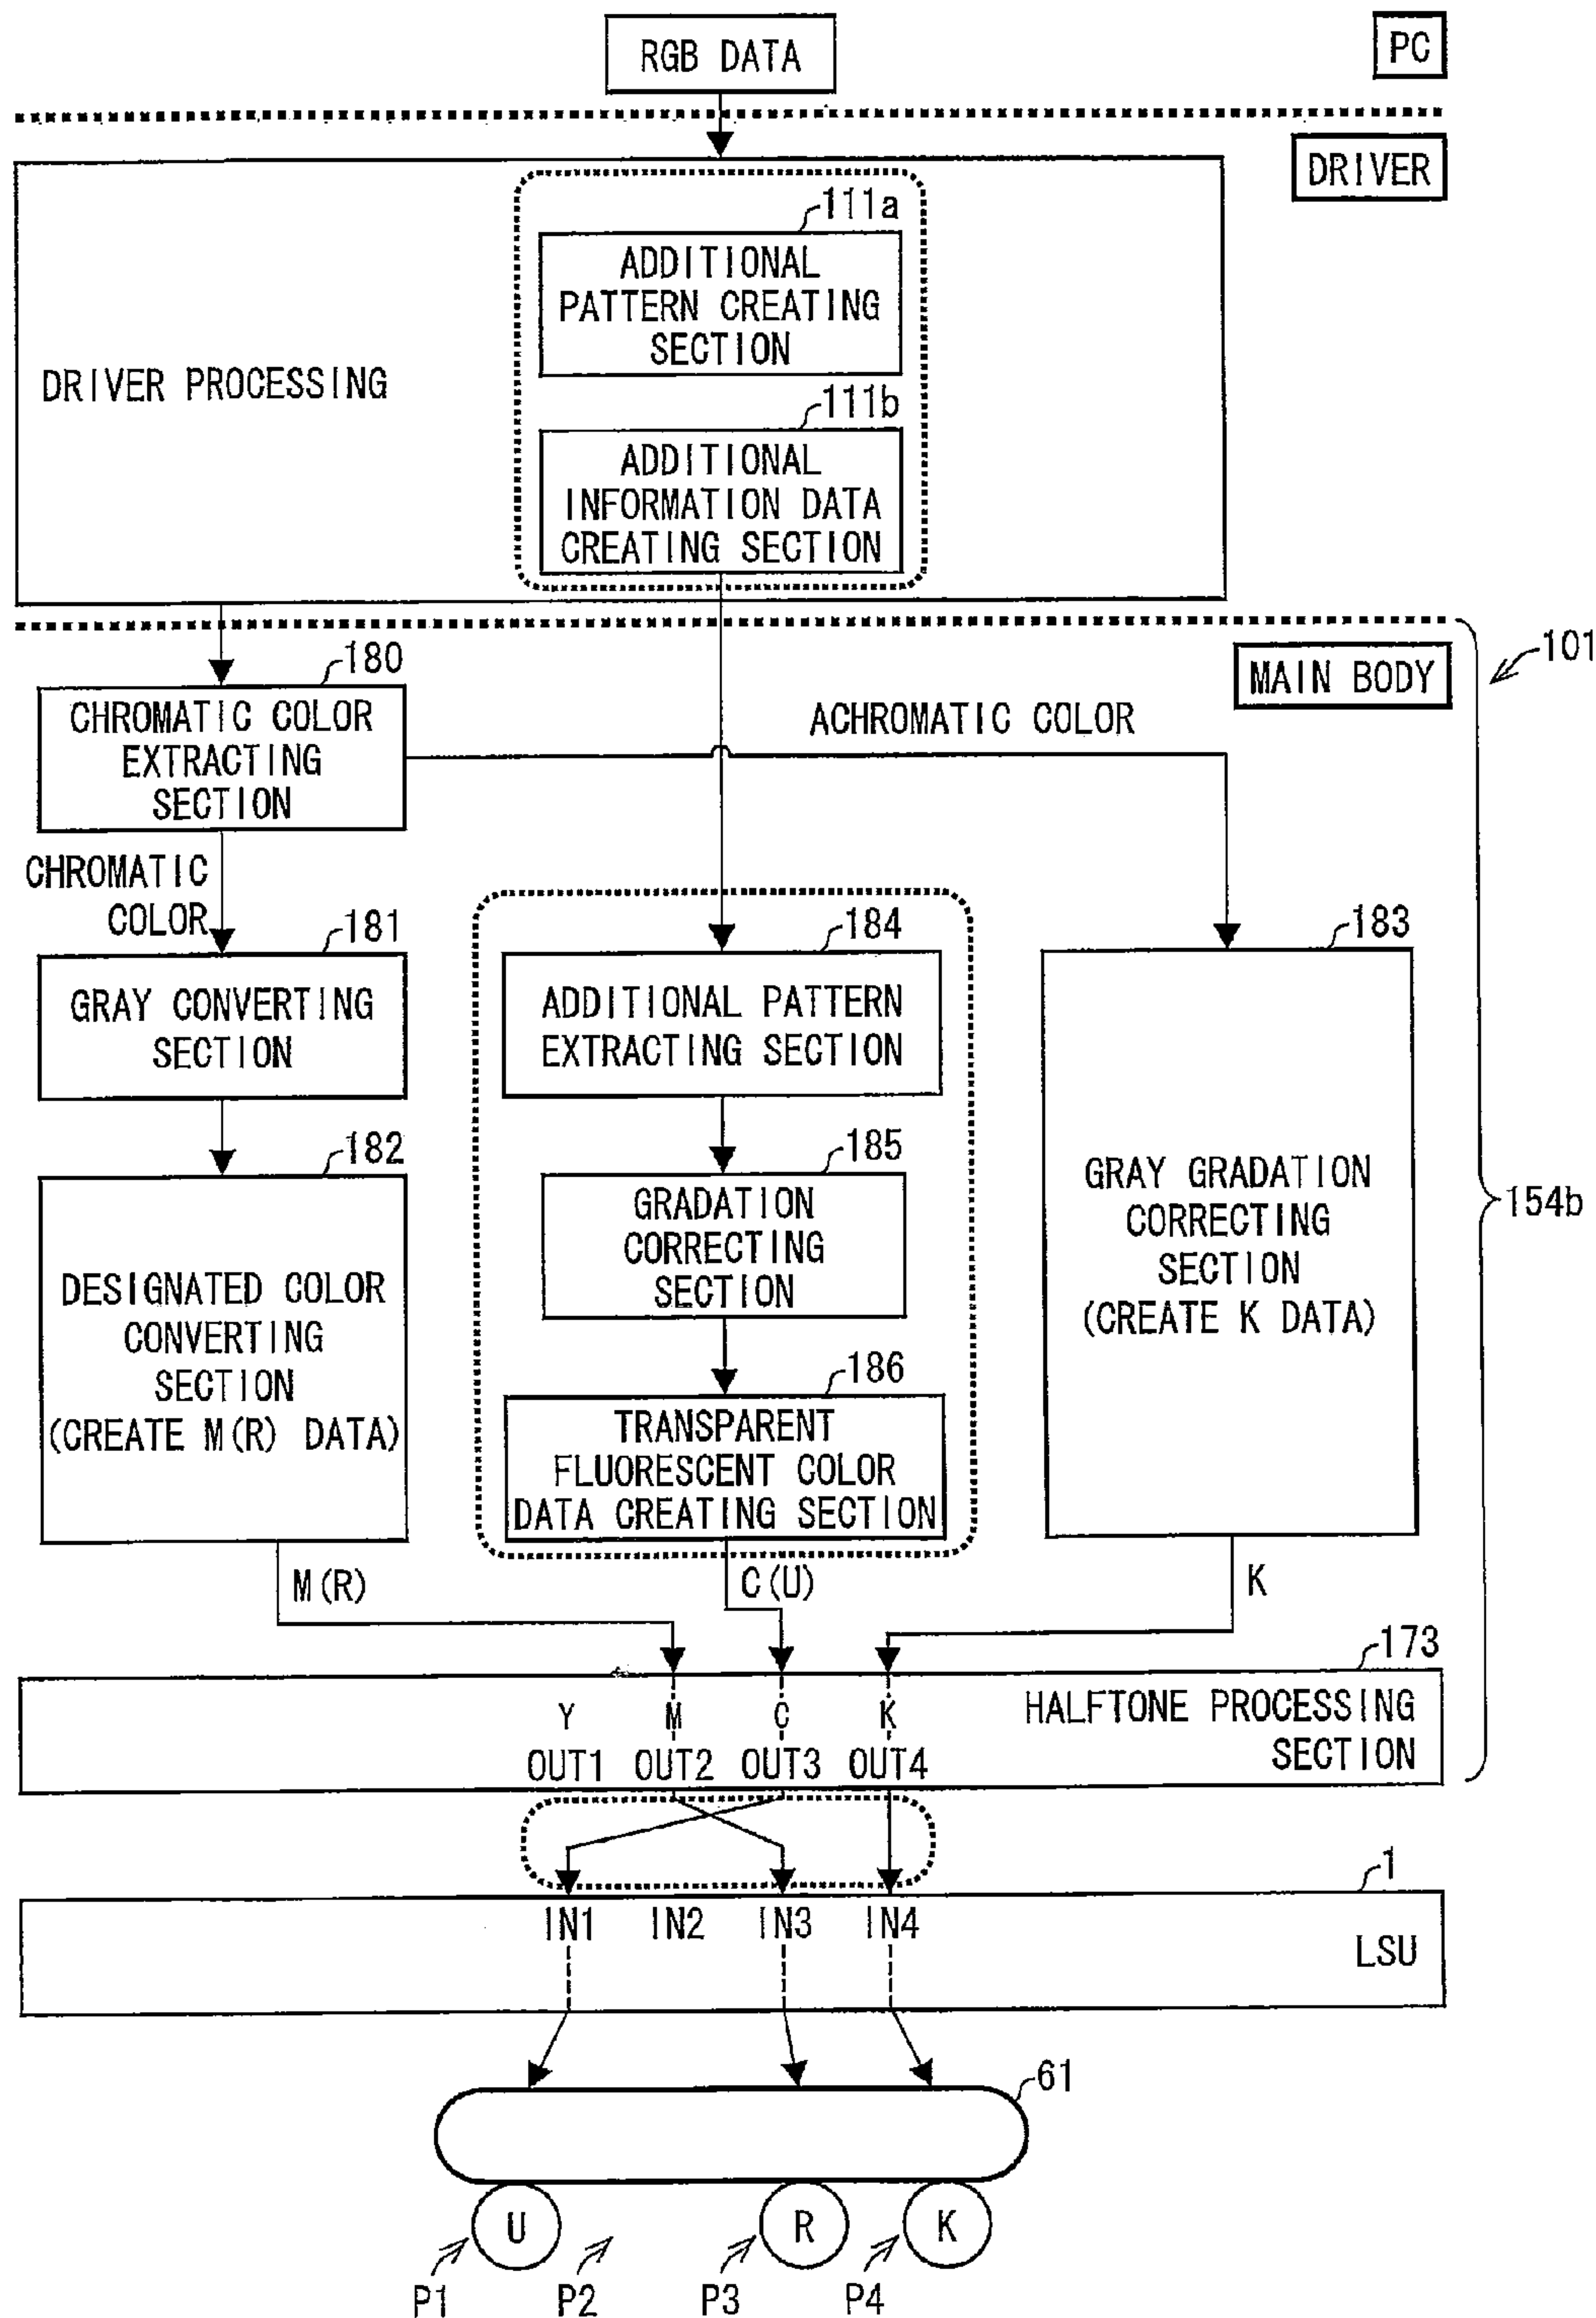 RGB DATA
PC
DRIVER
111a
ADDITIONAL
PATTERN CREATING
SECTION
DRIVER PROCESSING
111b
ADDITIONAL
INFORMATION DATA
CREATING SECTION
101
MAIN BODY
180
CHROMATIC COLOR
EXTRACTING
SECTION
ACHROMATIC COLOR
CHROMATIC
COLOR
181
GRAY CONVERTING
SECTION
184
ADDITIONAL PATTERN
EXTRACTING SECTION
183
GRAY GRADATION
CORRECTING
SECTION
(CREATE K DATA)
182
DESIGNATED COLOR
CONVERTING
SECTION
(CREATE M(R) DATA)
185
GRADATION
CORRECTING
SECTION
154b
186
TRANSPARENT
FLUORESCENT COLOR
DATA CREATING SECTION
M(R)
C(U)
K
173
Y M C K
OUT1 OUT2 OUT3 OUT4
HALFTONE PROCESSING
SECTION
1
IN1 IN2 IN3 IN4
LSU
61
U R K
P1 P2 P3 P4